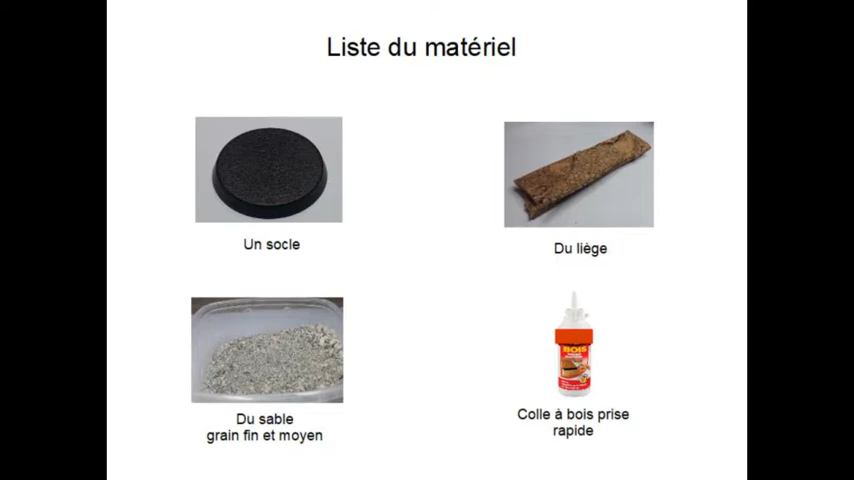 Liste du matériel
Un socle
Du liège
Du sable
grain fin et moyen
BOIS
Colle à bois prise
rapide